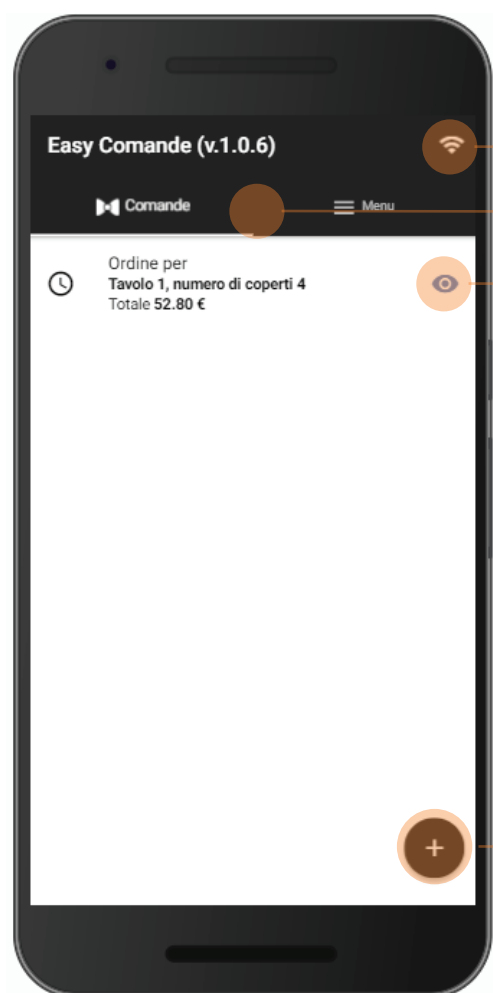 Easy Comande (v.1.0.6)
Comande
Menu
Ordine per
Tavolo 1, numero di coperti 4
Totale 52.80 €